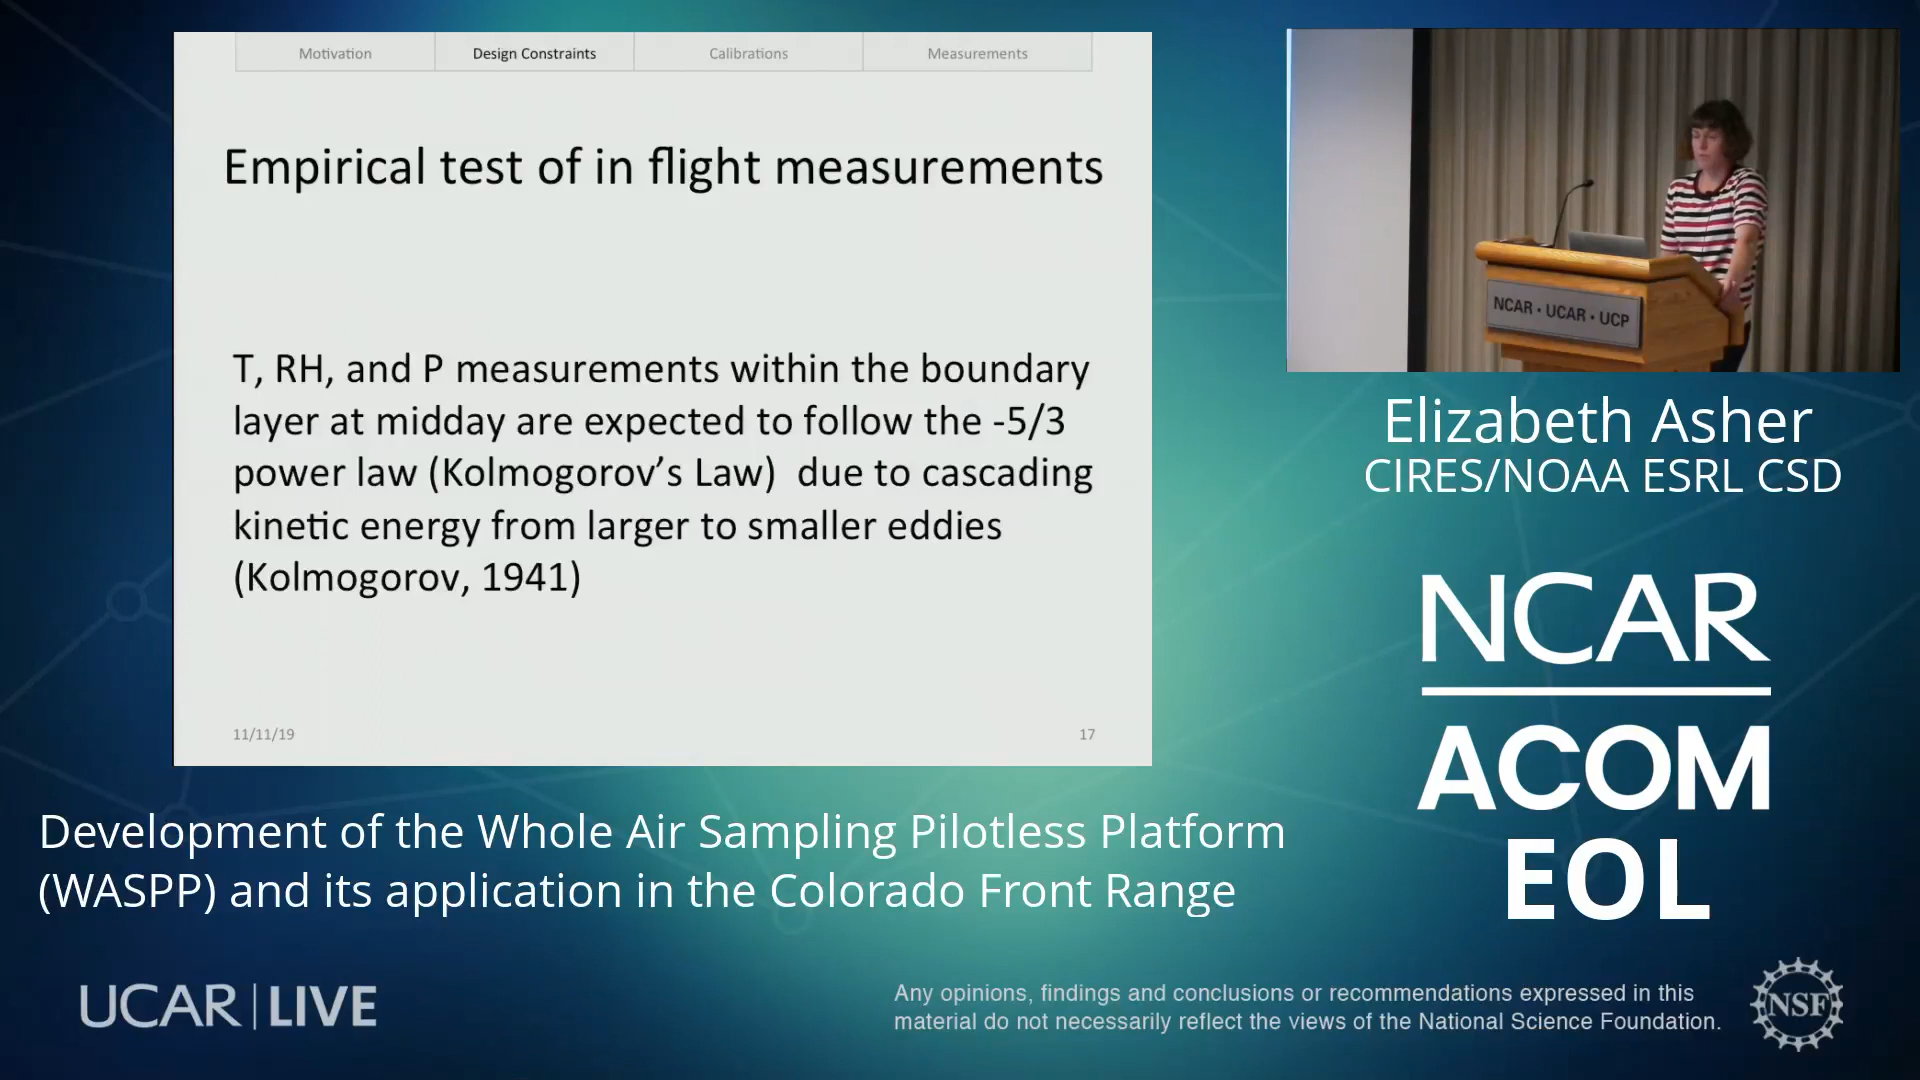 Motivation
Design Constraints
Calibrations
Measurements
Empirical test of in flight measurements
T, RH, and P measurements within the boundary
layer at midday are expected to follow the -5/3
power law (Kolmogorov’s Law)  due to cascading
kinetic energy from larger to smaller eddies
(Kolmogorov, 1941)
11/11/19
17
NCAR • UCAR • UCP
Elizabeth Asher
CIRES/NOAA ESRL CSD
NCAR
ACOM
EOL
Development of the Whole Air Sampling Pilotless Platform
(WASPP) and its application in the Colorado Front Range
UCAR | LIVE
Any opinions, findings and conclusions or recommendations expressed in this
material do not necessarily reflect the views of the National Science Foundation.
NSF